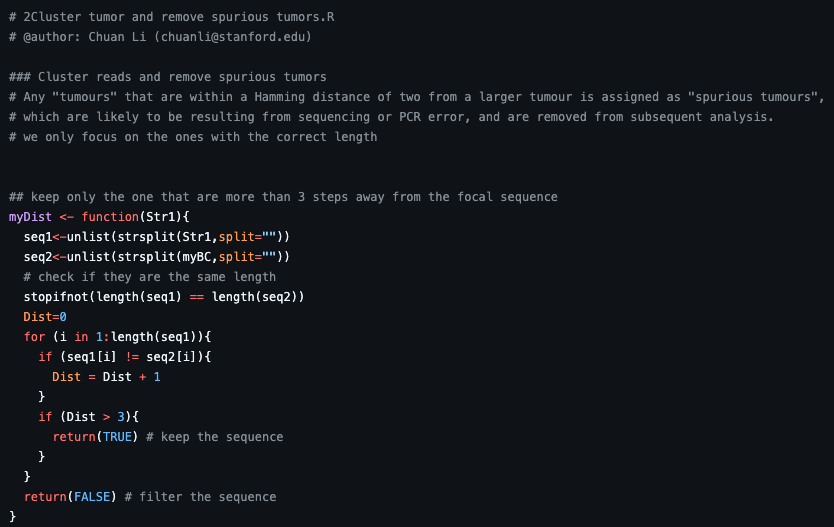 # 2Cluster tumor and remove spurious tumors.R
# @author: Chuan Li (chuanli@stanford.edu)
### Cluster reads and remove spurious tumors
# Any "tumours" that are within a Hamming distance of two from a larger tumour is assigned as "spurious tumours",
# which are likely to be resulting from sequencing or PCR error, and are removed from subsequent analysis.
# we only focus on the ones with the correct length
## keep only the one that are more than 3 steps away from the focal sequence
myDist <- function(Str1){
  seq1<-unlist(strsplit(Str1,split=""))
  seq2<-unlist(strsplit(myBC,split=""))
  # check if they are the same length
  stopifnot(length(seq1) == length(seq2))
  Dist=0
  for (i in 1:length(seq1)){
    if (seq1[i] != seq2[i]){
      Dist = Dist + 1
    }
    if (Dist > 3){
      return(TRUE) # keep the sequence
    }
  }
  return(FALSE) # filter the sequence
}